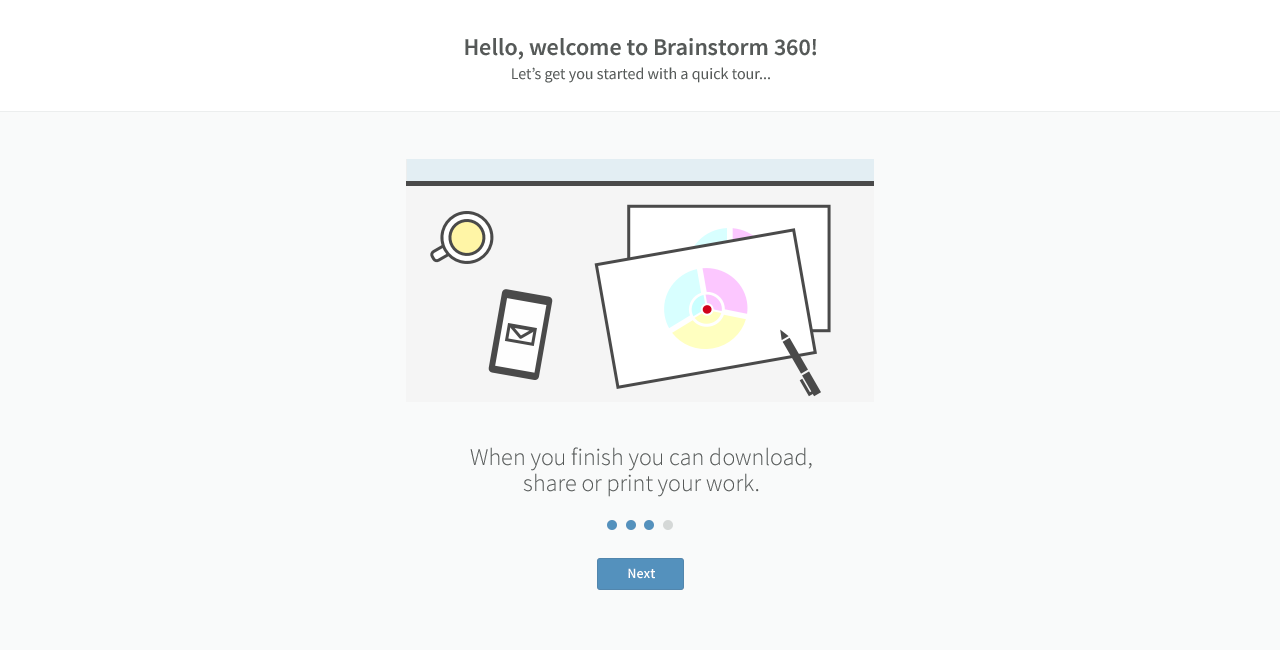 Hello, welcome to Brainstorm 360!
Let’s get you started with a quick tour...
When you finish you can download,
share or print your work.
Next